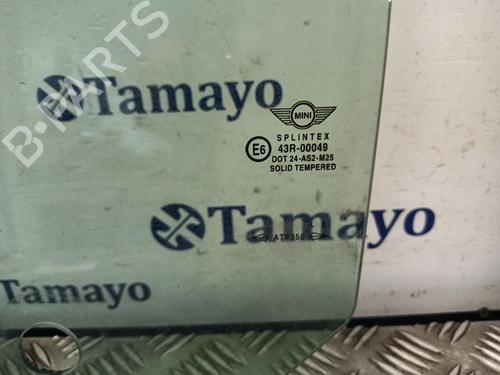 B-PARTS
Tamayo
MINI
SPLINTEX
E6 43R-00049
DOT 24-AS2-M25
SOLID TEMPERED
Tamayo
Tamayo